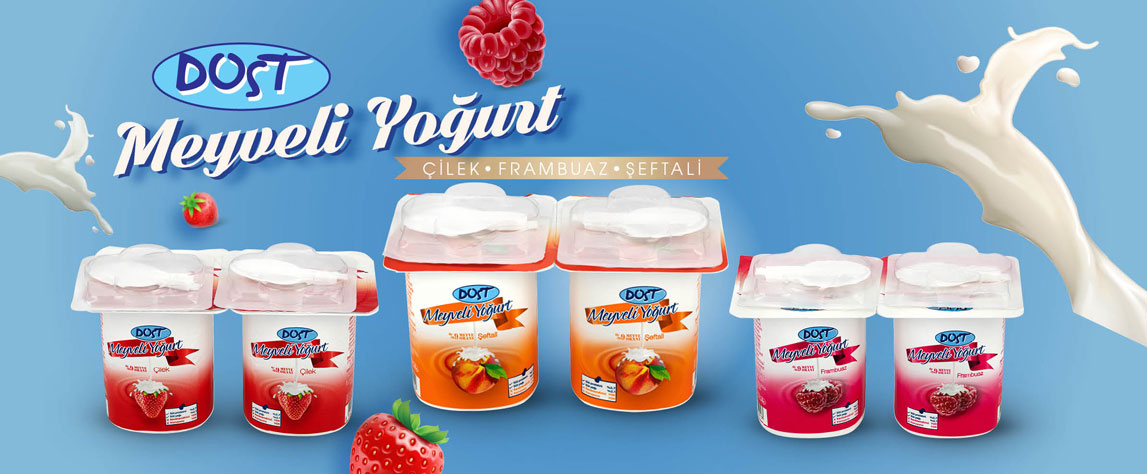 DOST
Meyveli Yoğurt
ÇİLEK • FRAMBUAZ • ŞEFTALİ
DOST
Meyveli Yoğurt
Çilek
DOST
Meyveli Yoğurt
Çilek
DOST
Meyveli Yoğurt
Şeftali
DOST
Meyveli Yoğurt
Şeftali
DOST
Meyveli Yoğurt
Frambuaz
DOST
Meyveli Yoğurt
Frambuaz